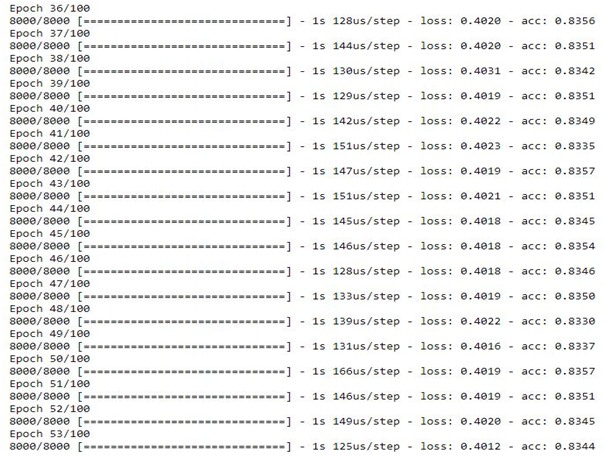 Epoch 36/100
8000/8000 [==============================] - 1s 128us/step - loss: 0.4020 - acc: 0.8356
Epoch 37/100
8000/8000 [==============================] - 1s 144us/step - loss: 0.4020 - acc: 0.8351
Epoch 38/100
8000/8000 [==============================] - 1s 130us/step - loss: 0.4031 - acc: 0.8342
Epoch 39/100
8000/8000 [==============================] - 1s 129us/step - loss: 0.4019 - acc: 0.8351
Epoch 40/100
8000/8000 [==============================] - 1s 142us/step - loss: 0.4022 - acc: 0.8349
Epoch 41/100
8000/8000 [==============================] - 1s 151us/step - loss: 0.4023 - acc: 0.8335
Epoch 42/100
8000/8000 [==============================] - 1s 147us/step - loss: 0.4019 - acc: 0.8357
Epoch 43/100
8000/8000 [==============================] - 1s 151us/step - loss: 0.4021 - acc: 0.8351
Epoch 44/100
8000/8000 [==============================] - 1s 145us/step - loss: 0.4018 - acc: 0.8345
Epoch 45/100
8000/8000 [==============================] - 1s 146us/step - loss: 0.4018 - acc: 0.8354
Epoch 46/100
8000/8000 [==============================] - 1s 128us/step - loss: 0.4018 - acc: 0.8346
Epoch 47/100
8000/8000 [==============================] - 1s 133us/step - loss: 0.4019 - acc: 0.8350
Epoch 48/100
8000/8000 [==============================] - 1s 139us/step - loss: 0.4022 - acc: 0.8330
Epoch 49/100
8000/8000 [==============================] - 1s 131us/step - loss: 0.4016 - acc: 0.8337
Epoch 50/100
8000/8000 [==============================] - 1s 166us/step - loss: 0.4019 - acc: 0.8357
Epoch 51/100
8000/8000 [==============================] - 1s 146us/step - loss: 0.4019 - acc: 0.8351
Epoch 52/100
8000/8000 [==============================] - 1s 149us/step - loss: 0.4020 - acc: 0.8345
Epoch 53/100
8000/8000 [==============================] - 1s 125us/step - loss: 0.4012 - acc: 0.8344